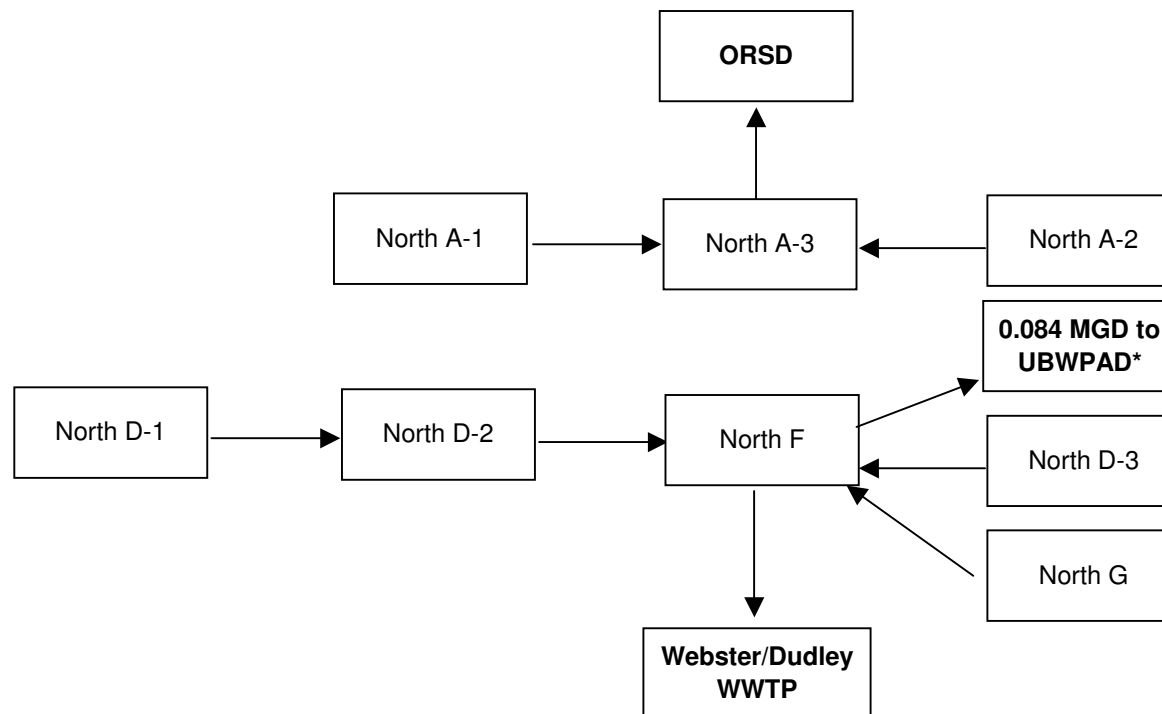 ORSD
North A-1
North A-3
North A-2
0.084 MGD to
UBWPAD*
North D-1
North D-2
North F
North D-3
North G
Webster/Dudley
WWTP